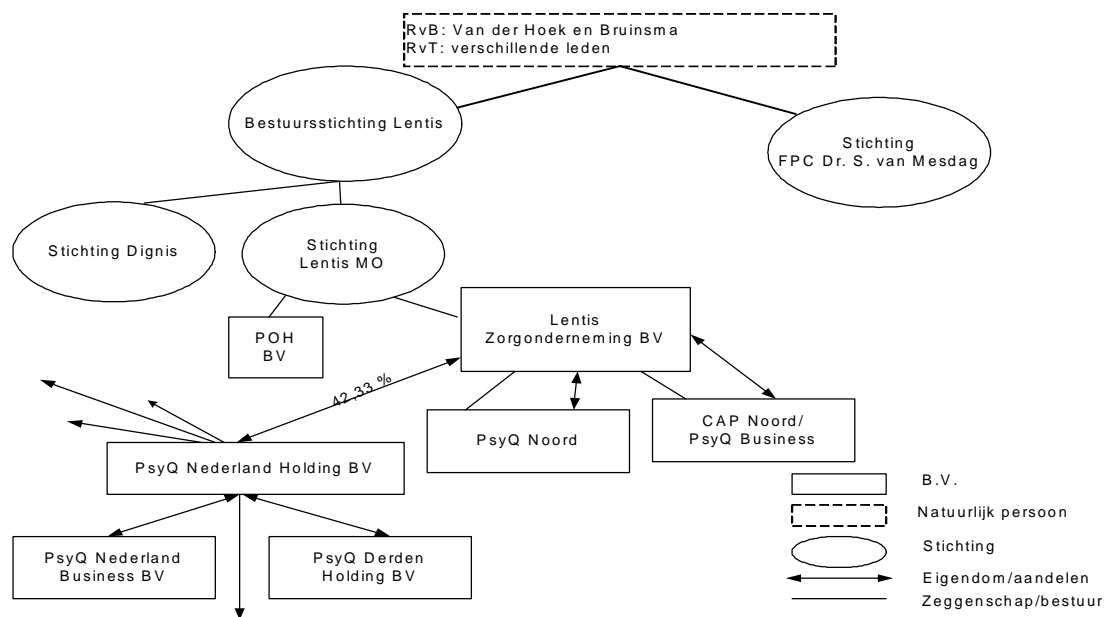 RvB: Van der Hoek en Bruinsma
RvT: verschillende leden
Bestuursstichting Lentis
Stichting
FPC Dr. S. van Mesdag
Stichting Dignis
Stichting
Lentis MO
POH
BV
Lentis
Zorgonderneming BV
42,33 %
PsyQ Noord
CAP Noord/
PsyQ Business
PsyQ Nederland Holding BV
PsyQ Nederland
Business BV
PsyQ Derden
Holding BV
B.V.
Natuurlijk persoon
Stichting
Eigendom/aandelen
Zeggenschap/bestuur